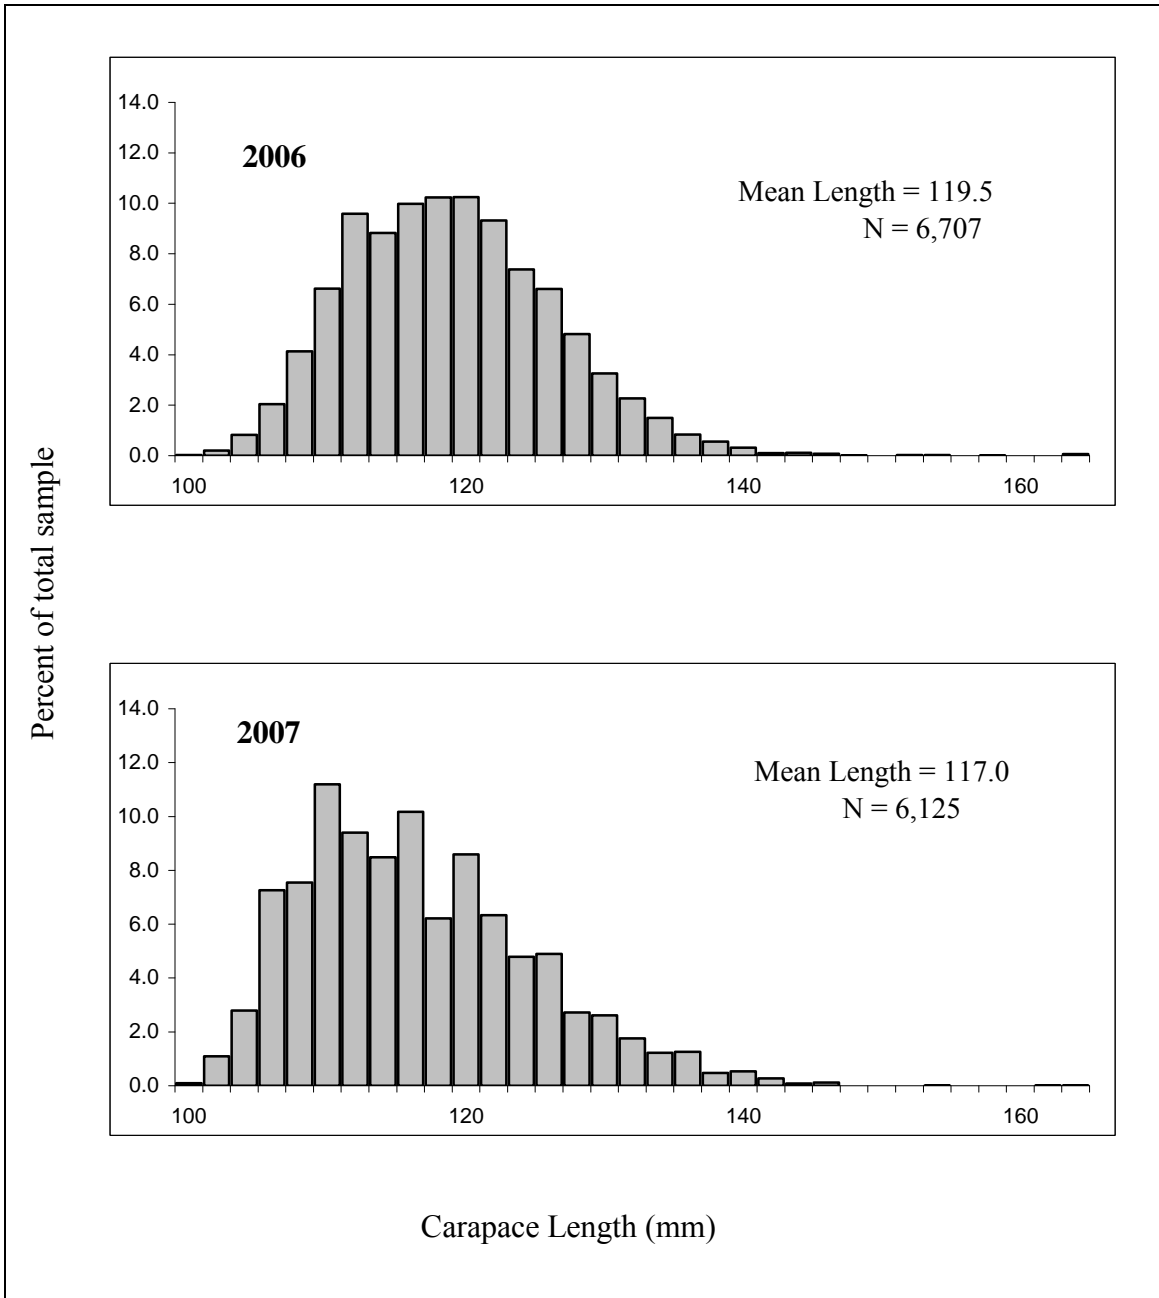 14.0
12.0
10.0
8.0
6.0
4.0
2.0
0.0
2006
Mean Length = 119.5
N = 6,707
100 120 140 160
Percent of total sample
14.0
12.0
10.0
8.0
6.0
4.0
2.0
0.0
2007
Mean Length = 117.0
N = 6,125
100 120 140 160
Carapace Length (mm)